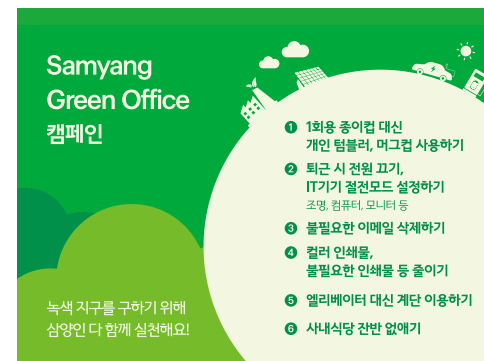 Samyang
Green Office
캠페인
❶ 1회용 종이컵 대신
개인 텀블러, 머그컵 사용하기
❷ 퇴근 시 전원 끄기,
IT기기 절전모드 설정하기
조명, 컴퓨터, 모니터 등
❸ 불필요한 이메일 삭제하기
❹ 컬러 인쇄물,
불필요한 인쇄물 등 줄이기
❺ 엘리베이터 대신 계단 이용하기
❻ 사내식당 잔반 없애기
녹색 지구를 구하기 위해
삼양인 다 함께 실천해요!